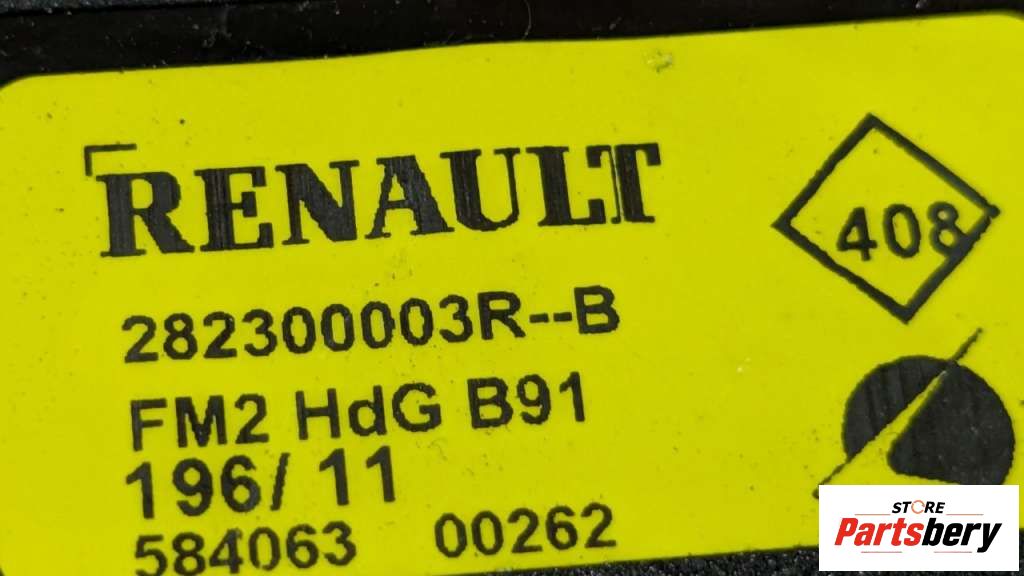 RENAULT
408
282300003R--B
FM2 HdG B91
196/ 11
584063 00262
STORE
Partsbery